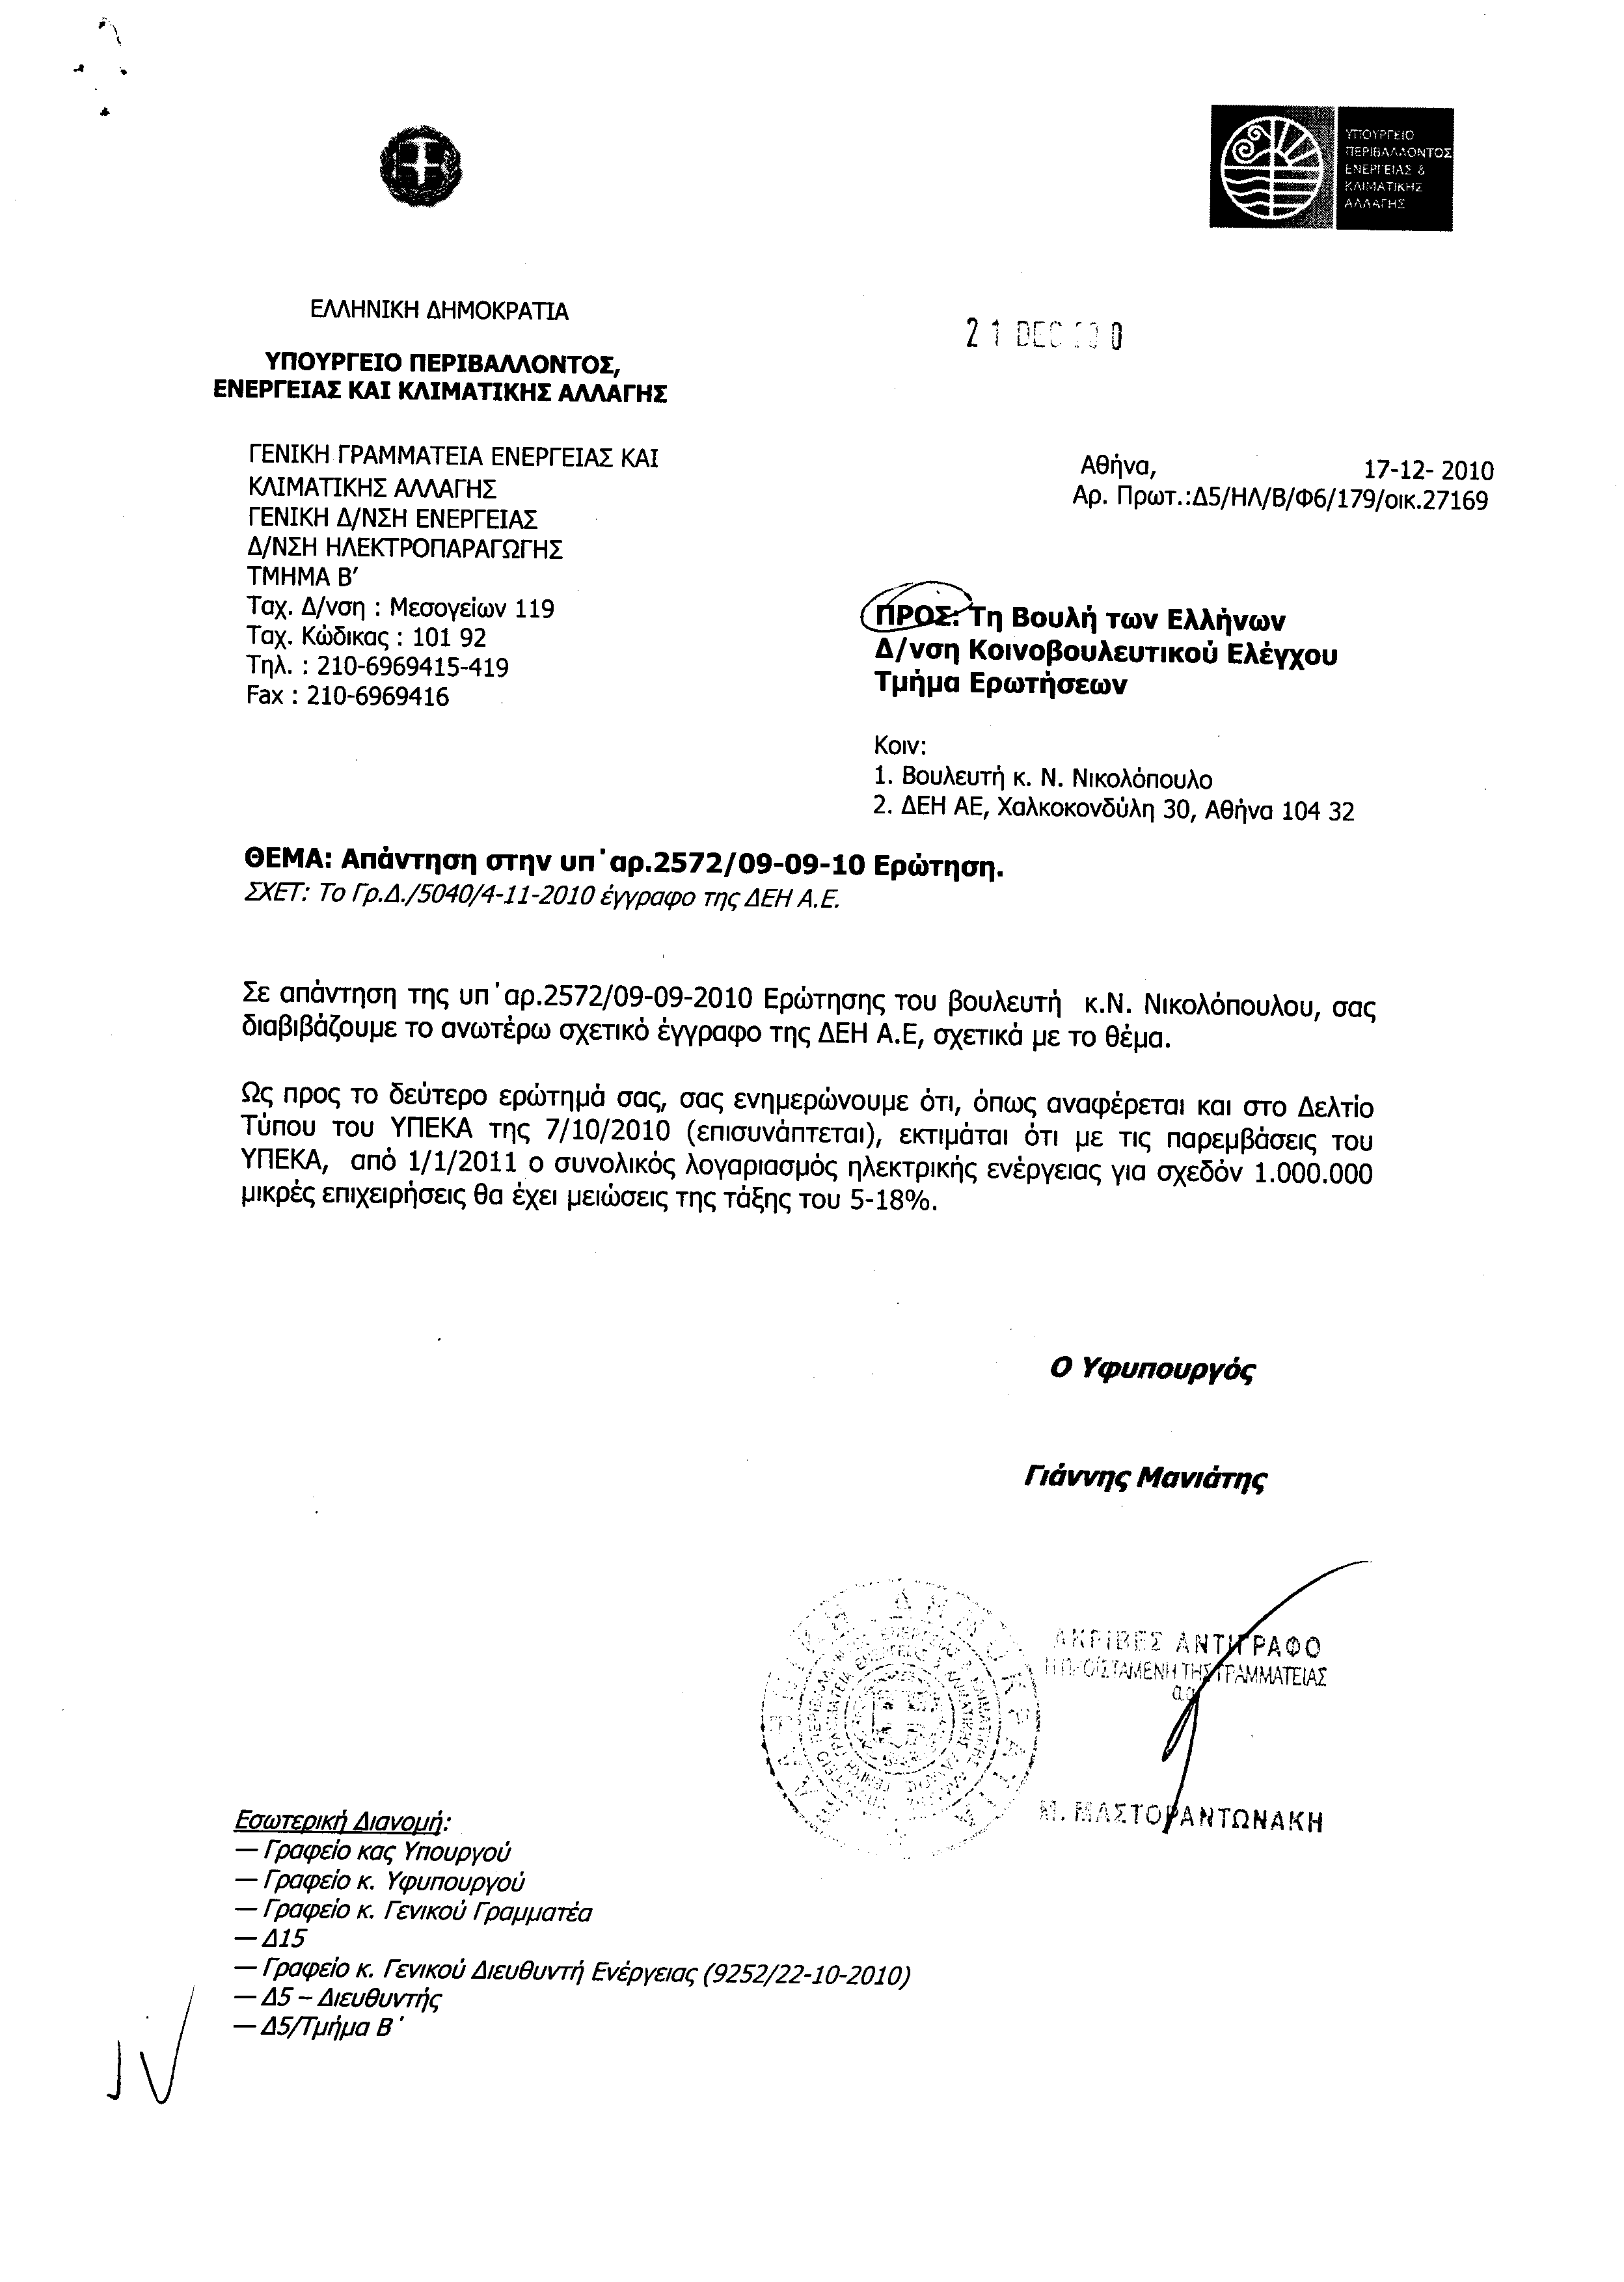 ΥΠΟΥΡΓΕΙΟ
ΠΕΡΙΒΑΛΛΟΝΤΟΣ
ΕΝΕΡΓΕΙΑΣ &
ΚΛΙΜΑΤΙΚΗΣ
ΑΛΛΑΓΗΣ
ΕΛΛΗΝΙΚΗ ΔΗΜΟΚΡΑΤΙΑ
21 DEC
ΥΠΟΥΡΓΕΙΟ ΠΕΡΙΒΑΛΛΟΝΤΟΣ,
ΕΝΕΡΓΕΙΑΣ ΚΑΙ ΚΛΙΜΑΤΙΚΗΣ ΑΛΛΑΓΗΣ
ΓΕΝΙΚΗ ΓΡΑΜΜΑΤΕΙΑ ΕΝΕΡΓΕΙΑΣ ΚΑΙ
ΚΛΙΜΑΤΙΚΗΣ ΑΛΛΑΓΗΣ
ΓΕΝΙΚΗ Δ/ΝΣΗ ΕΝΕΡΓΕΙΑΣ
Δ/ΝΣΗ ΗΛΕΚΤΡΟΠΑΡΑΓΩΓΗΣ
ΤΜΗΜΑ Β'
Ταχ. Δ/νση : Μεσογείων 119
Ταχ. Κώδικας : 101 92
Τηλ. : 210-6969415-419
Fax : 210-6969416
Αθήνα, 17-12- 2010
Αρ. Πρωτ.:Δ5/ΗΛ/Β/Φ6/179/οικ.27169
ΠΡΟΣ: Τη Βουλή των Ελλήνων
Δ/νση Κοινοβουλευτικού Ελέγχου
Τμήμα Ερωτήσεων
Κοιν:
1. Βουλευτή κ. Ν. Νικολόπουλο
2. ΔΕΗ ΑΕ, Χαλκοκονδύλη 30, Αθήνα 104 32
ΘΕΜΑ: Απάντηση στην υπ΄αρ.2572/09-09-10 Ερώτηση.
ΣΧΕΤ: Το Γρ.Δ./5040/4-11-2010 έγγραφο της ΔΕΗ Α.Ε.
Σε απάντηση της υπ΄αρ.2572/09-09-2010 Ερώτησης του βουλευτή κ.Ν. Νικολόπουλου, σας
διαβιβάζουμε το ανωτέρω σχετικό έγγραφο της ΔΕΗ Α.Ε, σχετικά με το θέμα.
Ως προς το δεύτερο ερώτημά σας, σας ενημερώνουμε ότι, όπως αναφέρεται και στο Δελτίο
Τύπου του ΥΠΕΚΑ της 7/10/2010 (επισυνάπτεται), εκτιμάται ότι με τις παρεμβάσεις του
ΥΠΕΚΑ, από 1/1/2011 ο συνολικός λογαριασμός ηλεκτρικής ενέργειας για σχεδόν 1.000.000
μικρές επιχειρήσεις θα έχει μειώσεις της τάξης του 5-18%.
Ο Υφυπουργός
Γιάννης Μανιάτης
ΕΛΛΗΝΙΚΗ ΔΗΜΟΚΡΑΤΙΑ
ΑΚΡΙΒΕΣ ΑΝΤΙΓΡΑΦΟ
Η ΠΡΟΪΣΤΑΜΕΝΗ ΤΗΣ ΓΡΑΜΜΑΤΕΙΑΣ
α.α
Μ. ΜΑΣΤΟΡΑΝΤΩΝΑΚΗ
Εσωτερική Διανομή:
— Γραφείο κας Υπουργού
— Γραφείο κ. Υφυπουργού
— Γραφείο κ. Γενικού Γραμματέα
— Δ15
— Γραφείο κ. Γενικού Διευθυντή Ενέργειας (9252/22-10-2010)
— Δ5 – Διευθυντής
— Δ5/Τμήμα Β΄